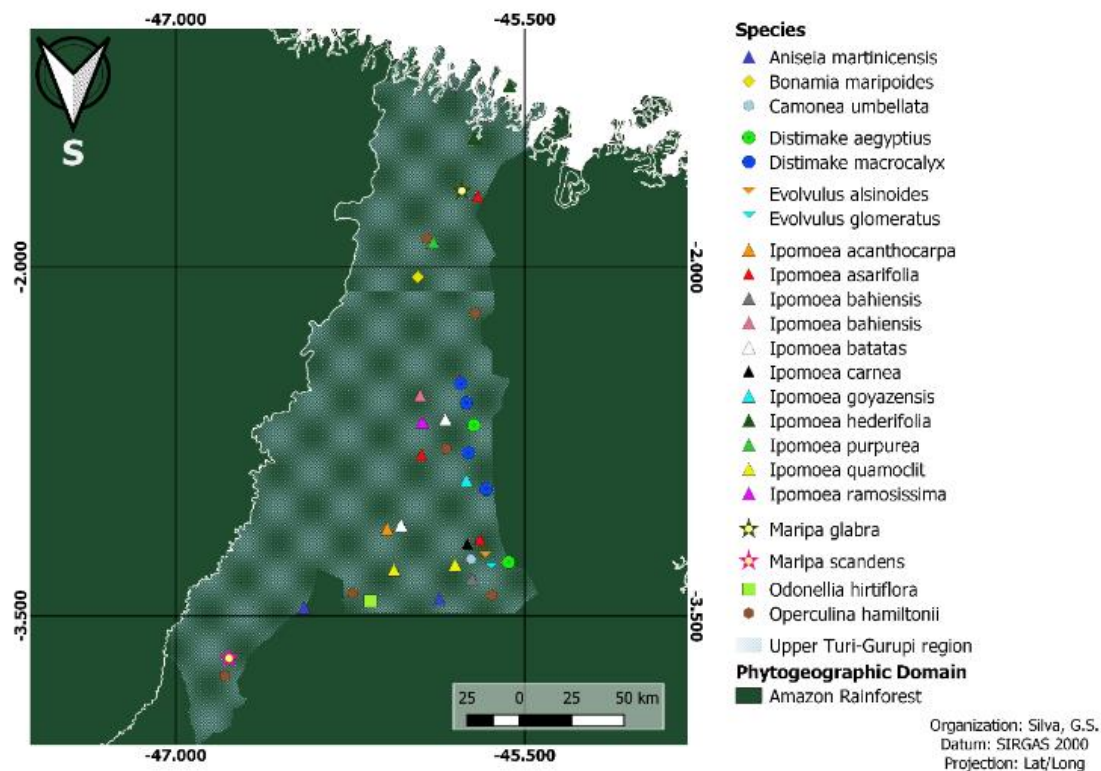 -47.000
-45.500
S
-2.000
-2.000
-3.500
-3.500
25 0 25 50 km
-47.000
-45.500
Species
Aniseia martinicensis
Bonamia maripoides
Camonea umbellata
Distimake aegyptius
Distimake macrocalyx
Evolvulus alsinoides
Evolvulus glomeratus
Ipomoea acanthocarpa
Ipomoea asarifolia
Ipomoea bahiensis
Ipomoea bahiensis
Ipomoea batatas
Ipomoea carnea
Ipomoea goyazensis
Ipomoea hederifolia
Ipomoea purpurea
Ipomoea quamoclit
Ipomoea ramosissima
Maripa glabra
Maripa scandens
Odonellia hirtiflora
Operculina hamiltonii
Upper Turi-Gurupi region
Phytogeographic Domain
Amazon Rainforest
Organization: Silva, G.S.
Datum: SIRGAS 2000
Projection: Lat/Long